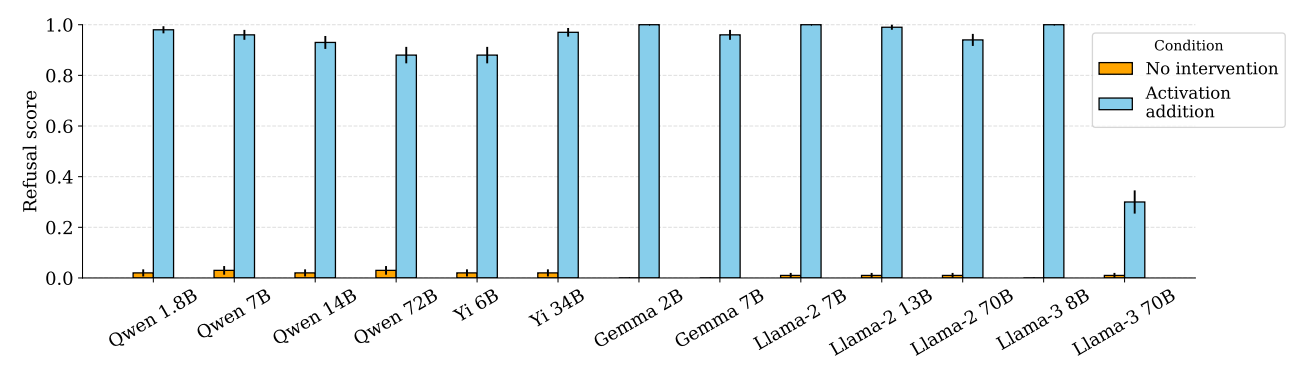 Refusal score
1.0
0.8
0.6
0.4
0.2
0.0
Qwen 1.8B
Qwen 7B
Qwen 14B
Qwen 72B
Yi 6B
Yi 34B
Gemma 2B
Gemma 7B
Llama-2 7B
Llama-2 13B
Llama-2 70B
Llama-3 8B
Llama-3 70B
Condition
No intervention
Activation
addition